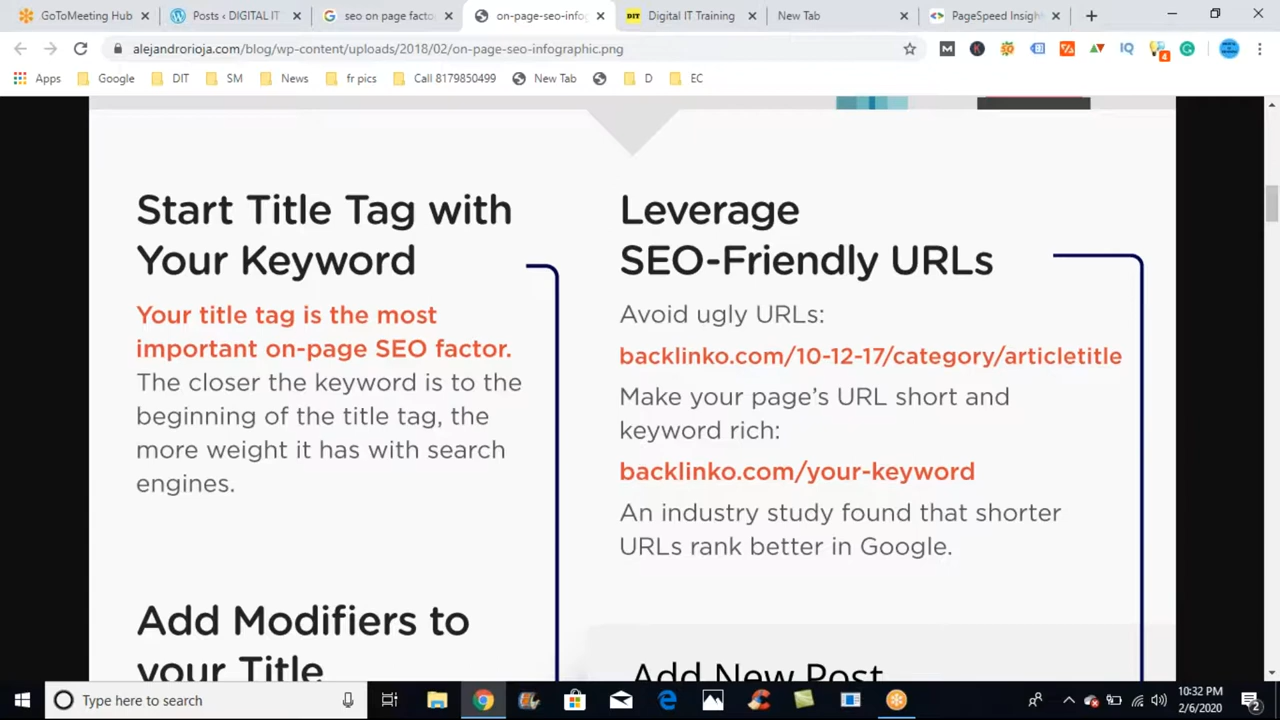 GoToMeeting Hub
Posts ‹ DIGITAL IT
seo on page facto
on-page-seo-info
DIT
Digital IT Training
New Tab
PageSpeed Insigh
alejandrorioja.com/blog/wp-content/uploads/2018/02/on-page-seo-infographic.png
4
Apps
Google
DIT
SM
News
fr pics
Call 8179850499
New Tab
D
EC
Start Title Tag with
Your Keyword
Your title tag is the most
important on-page SEO factor.
The closer the keyword is to the
beginning of the title tag, the
more weight it has with search
engines.
Add Modifiers to
your Title
Leverage
SEO-Friendly URLs
Avoid ugly URLs:
backlinko.com/10-12-17/category/articletitle
Make your page's URL short and
keyword rich:
backlinko.com/your-keyword
An industry study found that shorter
URLs rank better in Google.
Add New Post
Type here to search
10:32 PM
2/6/2020
2